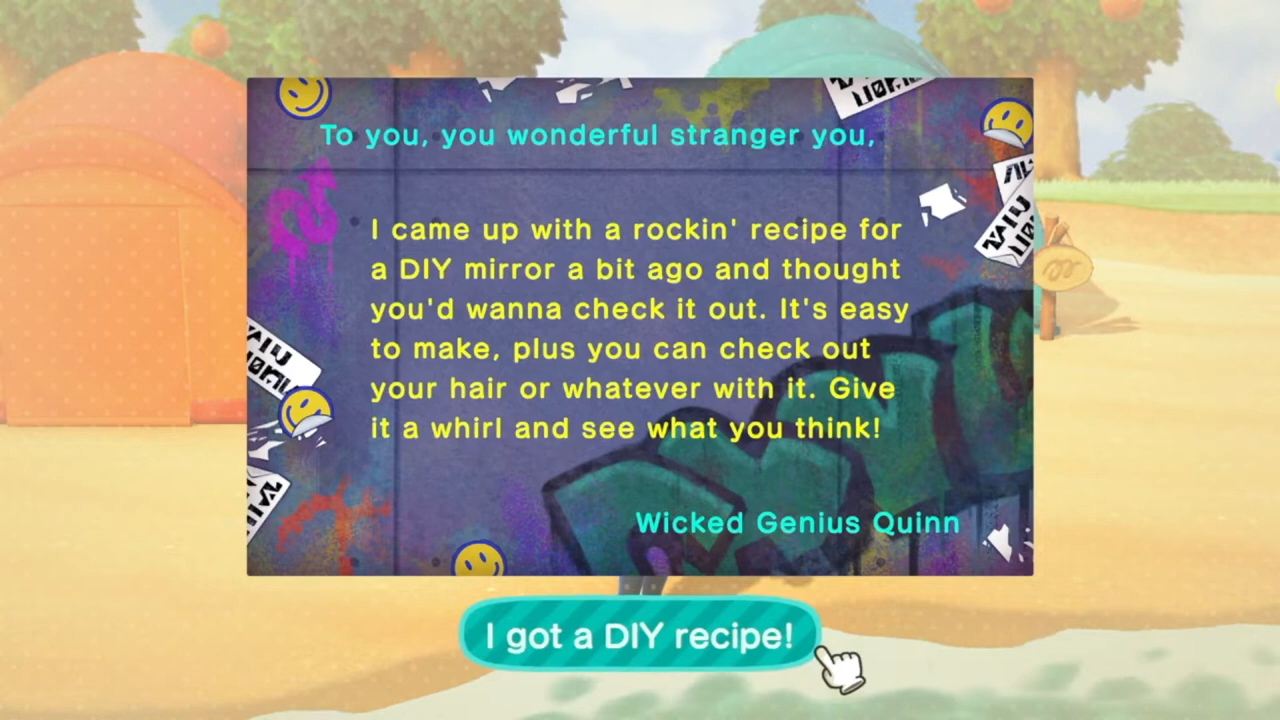 To you, you wonderful stranger you,
I came up with a rockin' recipe for
a DIY mirror a bit ago and thought
you'd wanna check it out. It's easy
to make, plus you can check out
your hair or whatever with it. Give
it a whirl and see what you think!
Wicked Genius Quinn
I got a DIY recipe!